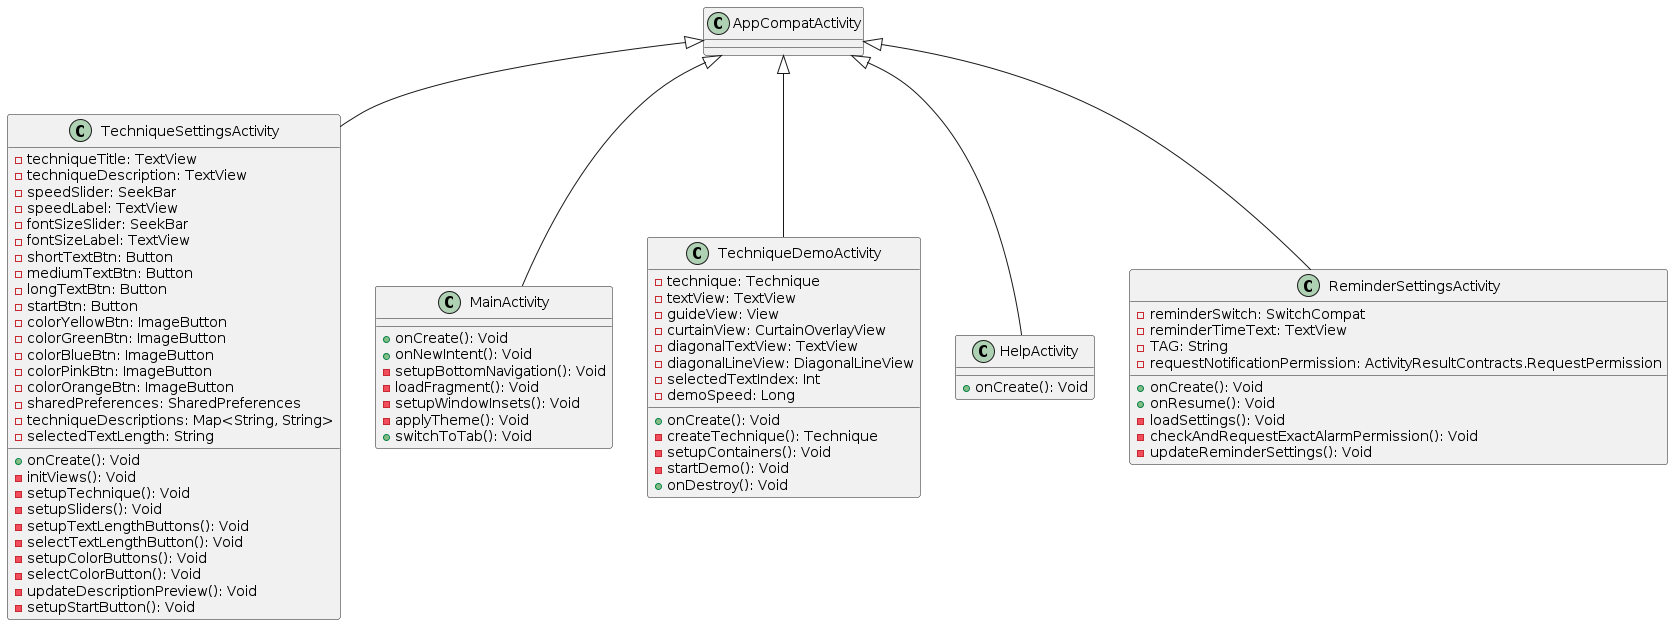 C AppCompatActivity
C TechniqueSettingsActivity
techniqueTitle: TextView
techniqueDescription: TextView
speedSlider: SeekBar
speedLabel: TextView
fontSizeSlider: SeekBar
fontSizeLabel: TextView
shortTextBtn: Button
mediumTextBtn: Button
longTextBtn: Button
startBtn: Button
colorYellowBtn: ImageButton
colorGreenBtn: ImageButton
colorBlueBtn: ImageButton
colorPinkBtn: ImageButton
colorOrangeBtn: ImageButton
sharedPreferences: SharedPreferences
techniqueDescriptions: Map<String, String>
selectedTextLength: String
onCreate(): Void
initViews(): Void
setupTechnique(): Void
setupSliders(): Void
setupTextLengthButtons(): Void
selectTextLengthButton(): Void
setupColorButtons(): Void
selectColorButton(): Void
updateDescriptionPreview(): Void
setupStartButton(): Void
C MainActivity
onCreate(): Void
onNewIntent(): Void
setupBottomNavigation(): Void
loadFragment(): Void
setupWindowInsets(): Void
applyTheme(): Void
switchToTab(): Void
C TechniqueDemoActivity
technique: Technique
textView: TextView
guideView: View
curtainView: CurtainOverlayView
diagonalTextView: TextView
diagonalLineView: DiagonalLineView
selectedTextIndex: Int
demoSpeed: Long
onCreate(): Void
createTechnique(): Technique
setupContainers(): Void
startDemo(): Void
onDestroy(): Void
C HelpActivity
onCreate(): Void
C ReminderSettingsActivity
reminderSwitch: SwitchCompat
reminderTimeText: TextView
TAG: String
requestNotificationPermission: ActivityResultContracts.RequestPermission
onCreate(): Void
onResume(): Void
loadSettings(): Void
checkAndRequestExactAlarmPermission(): Void
updateReminderSettings(): Void